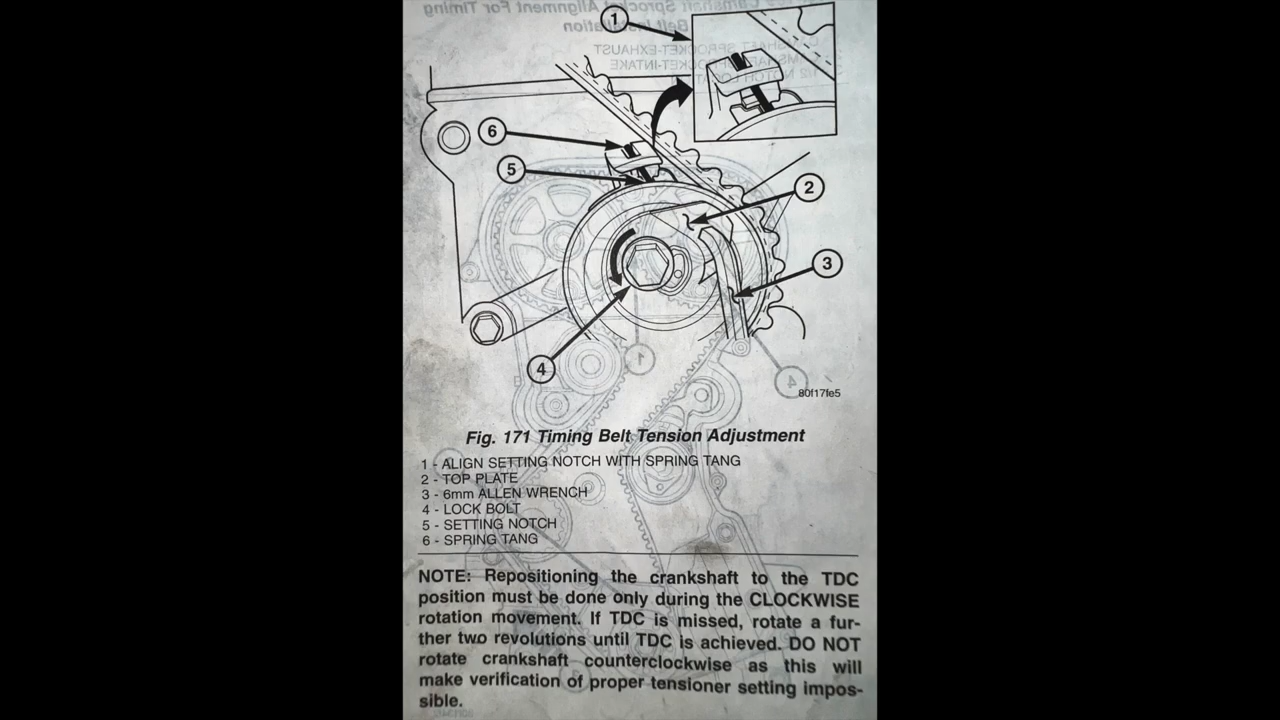 1
6
5
2
3
4
80f17fe5
Fig. 171 Timing Belt Tension Adjustment
1 - ALIGN SETTING NOTCH WITH SPRING TANG
2 - TOP PLATE
3 - 6mm ALLEN WRENCH
4 - LOCK BOLT
5 - SETTING NOTCH
6 - SPRING TANG
NOTE: Repositioning the crankshaft to the TDC
position must be done only during the CLOCKWISE
rotation movement. If TDC is missed, rotate a fur-
ther two revolutions until TDC is achieved. DO NOT
rotate crankshaft counterclockwise as this will
make verification of proper tensioner setting impos-
sible.